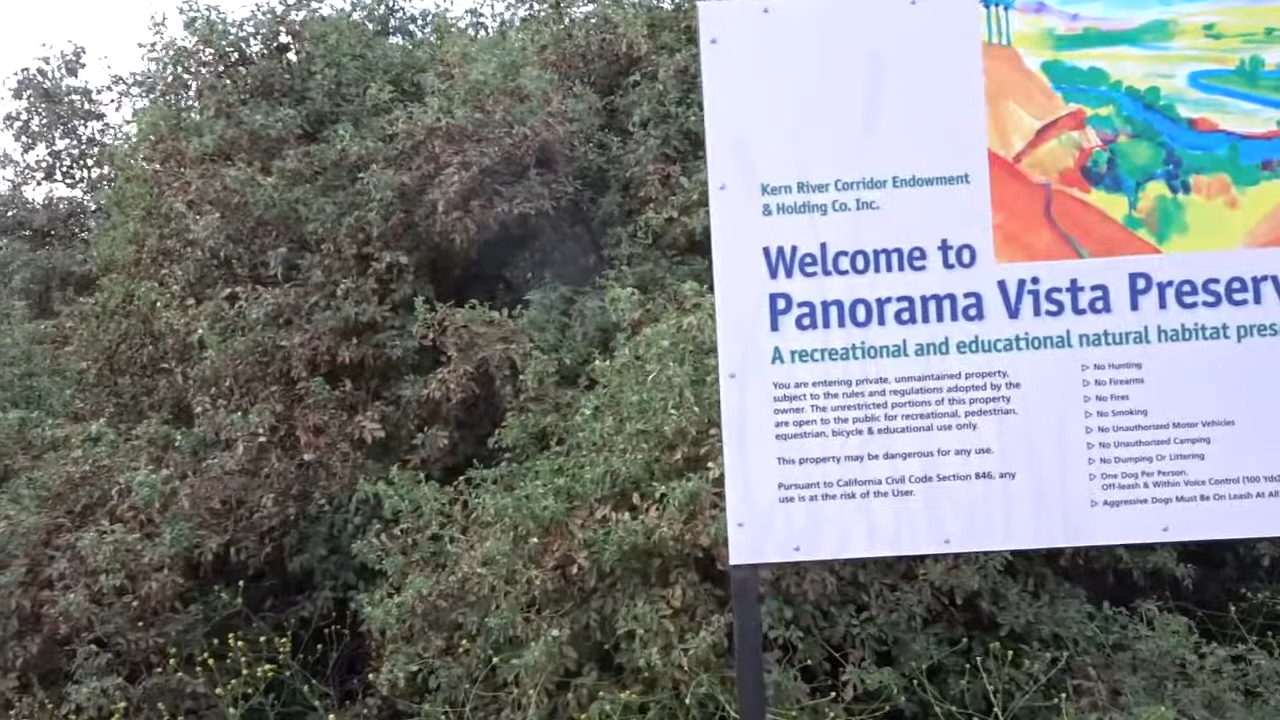 Kern River Corridor Endowment
& Holding Co. Inc.
Welcome to
Panorama Vista Preserv
A recreational and educational natural habitat pres
You are entering private, unmaintained property,
subject to the rules and regulations adopted by the
owner. The unrestricted portions of this property
are open to the public for recreational, pedestrian,
equestrian, bicycle & educational use only.
This property may be dangerous for any use.
Pursuant to California Civil Code Section 846, any
use is at the risk of the User.
▷ No Hunting
▷ No Firearms
▷ No Fires
▷ No Smoking
▷ No Unauthorized Motor Vehicles
▷ No Unauthorized Camping
▷ No Dumping Or Littering
▷ One Dog Per Person,
Off-leash & Within Voice Control (100 Yds)
▷ Aggressive Dogs Must Be On Leash At All